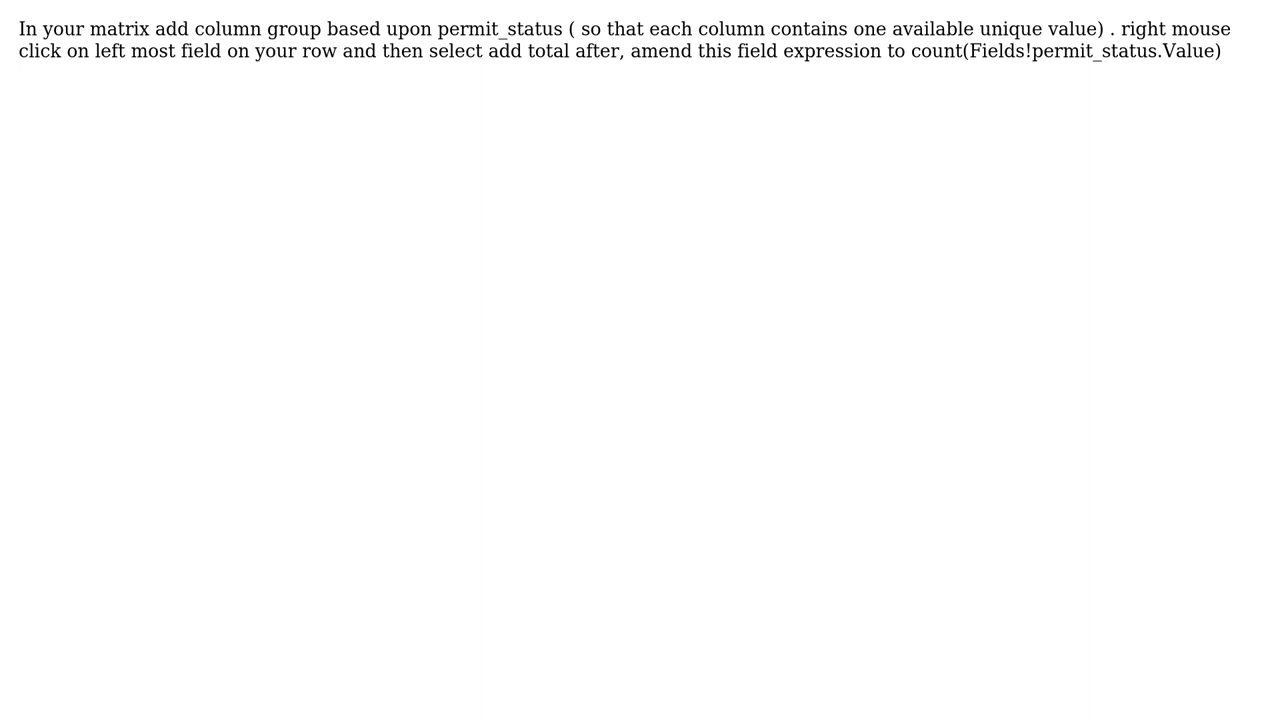 In your matrix add column group based upon permit_status ( so that each column contains one available unique value) . right mouse
click on left most field on your row and then select add total after, amend this field expression to count(Fields!permit_status.Value)